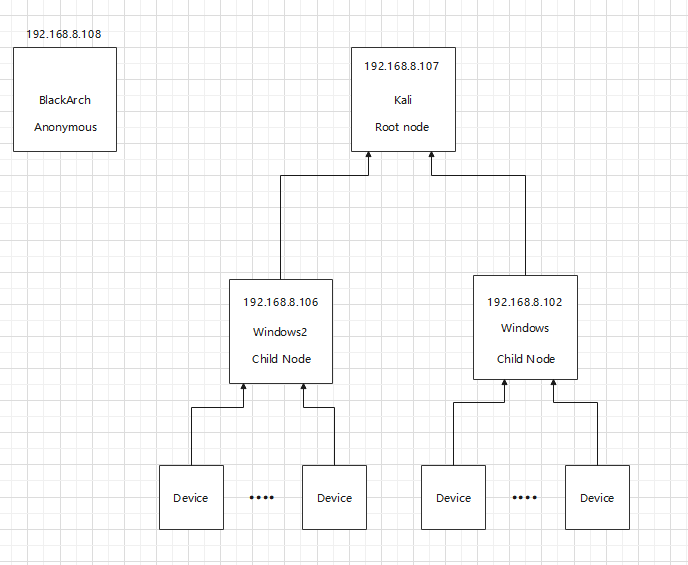 192.168.8.108
BlackArch
Anonymous
192.168.8.107
Kali
Root node
192.168.8.106
Windows2
Child Node
192.168.8.102
Windows
Child Node
Device
Device
Device
Device